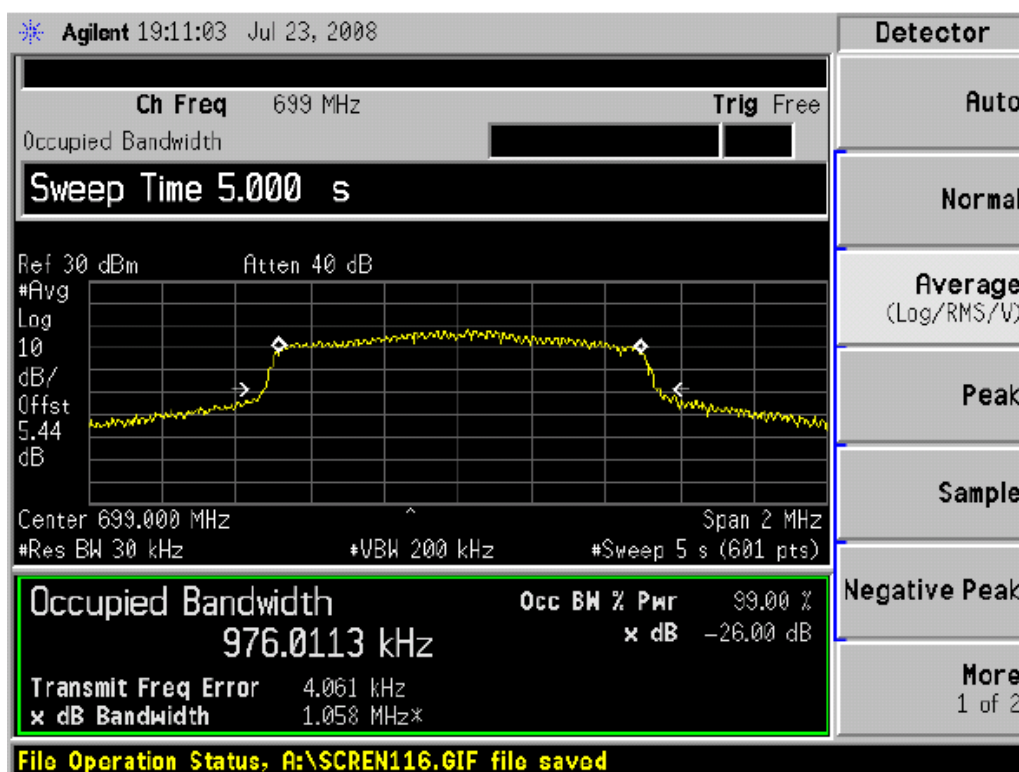 Agilent 19:11:03 Jul 23, 2008
Detector
Ch Freq 699 MHz
Trig Free
Occupied Bandwidth
Sweep Time 5.000 s
Ref 30 dBm
Atten 40 dB
#Avg
Log
10
dB/
Offst
5.44
dB
Center 699.000 MHz
Span 2 MHz
#Res BW 30 kHz
#VBW 200 kHz
#Sweep 5 s (601 pts)
Occupied Bandwidth
976.0113 kHz
Occ BW % Pwr 99.00 %
x dB -26.00 dB
Transmit Freq Error 4.061 kHz
x dB Bandwidth 1.058 MHz*
File Operation Status, A:\SCREN116.GIF file saved
Auto
Normal
Average
(Log/RMS/V)
Peak
Sample
Negative Peak
More
1 of 2